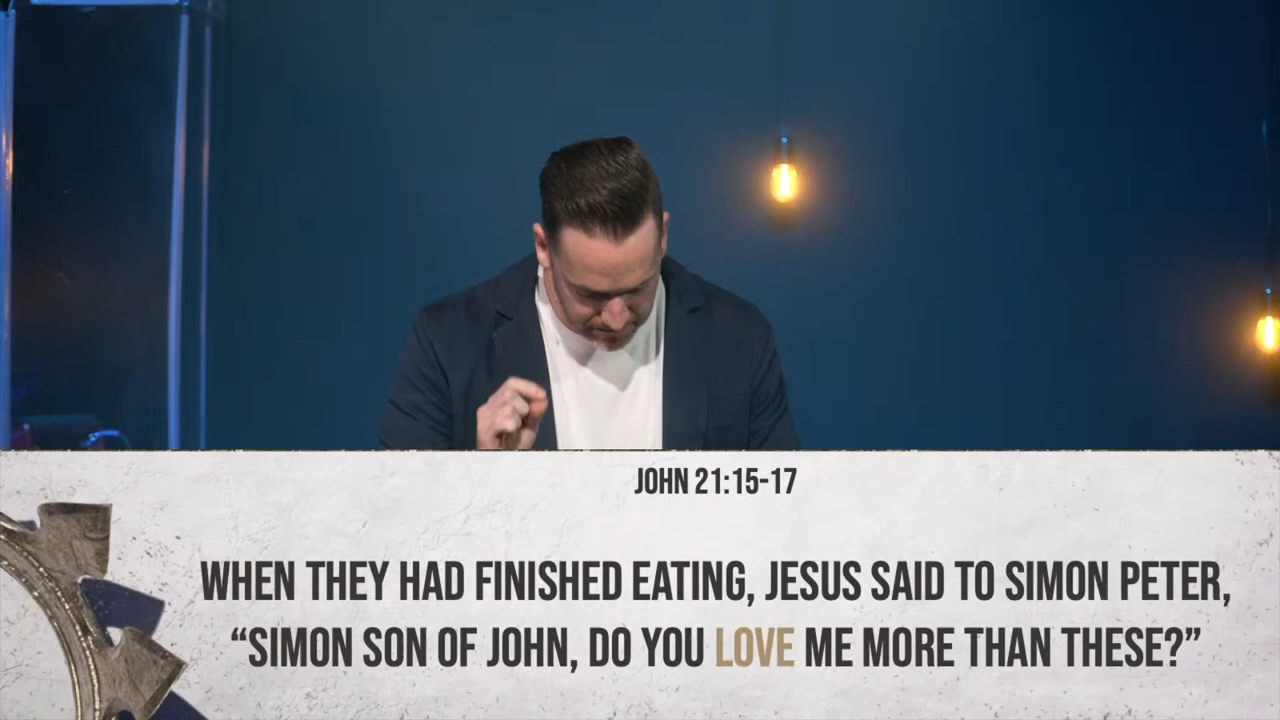 JOHN 21:15-17
WHEN THEY HAD FINISHED EATING, JESUS SAID TO SIMON PETER,
“SIMON SON OF JOHN, DO YOU LOVE ME MORE THAN THESE?”